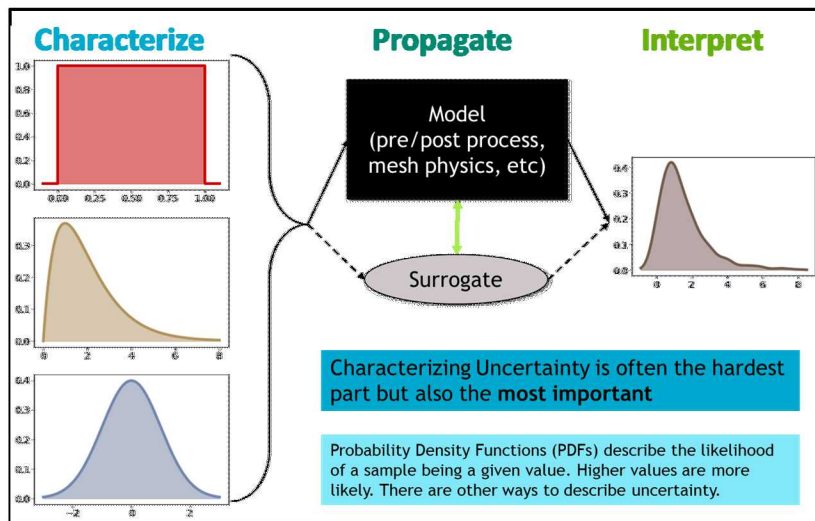 Characterize
Propagate
Interpret
1.0
0.8
0.6
0.4
0.2
0.0
0.00 0.25 0.50 0.75 1.00
0.3
0.2
0.1
0.0
0 2 4 6 8
0.4
0.3
0.2
0.1
0.0
−2 0 2
Model
(pre/post process,
mesh physics, etc)
Surrogate
0.4
0.3
0.2
0.1
0.0
0 2 4 6 8
Characterizing Uncertainty is often the hardest
part but also the most important
Probability Density Functions (PDFs) describe the likelihood
of a sample being a given value. Higher values are more
likely. There are other ways to describe uncertainty.